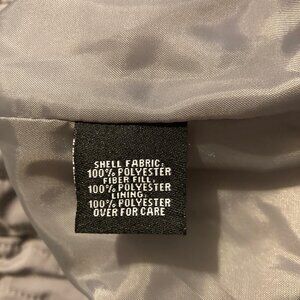 SHELL FABRIC:
100% POLYESTER
FIBER FILL:
100% POLYESTER
LINING:
100% POLYESTER
OVER FOR CARE